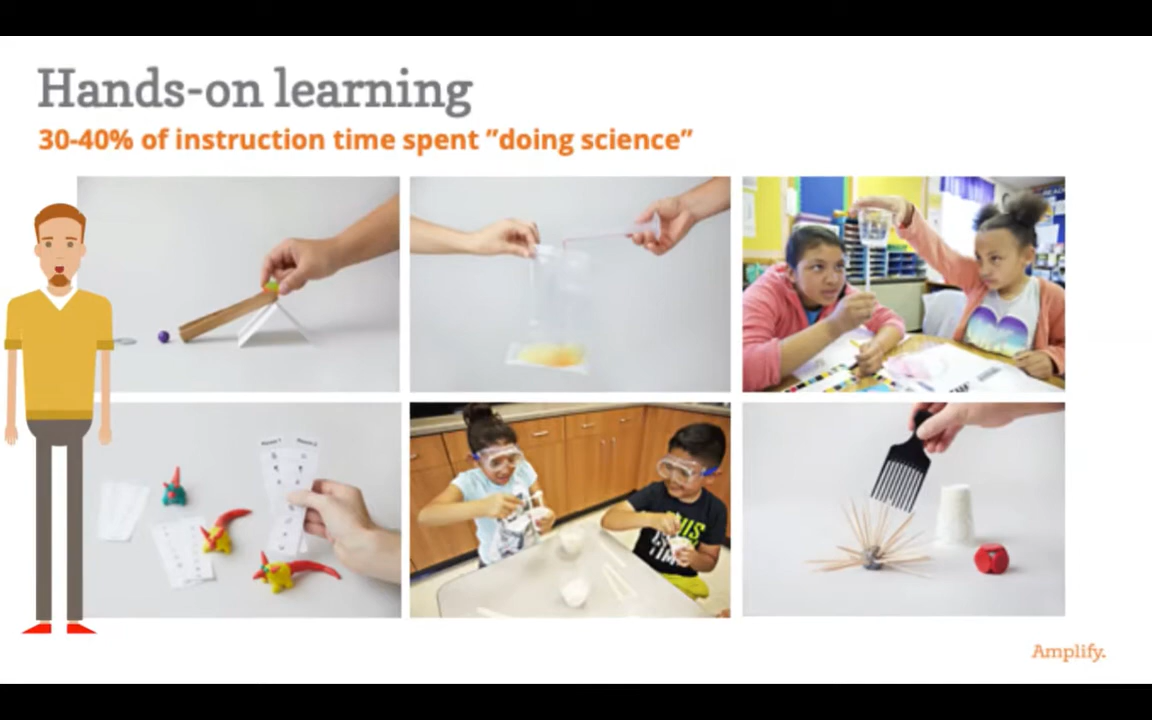 Hands-on learning
30-40% of instruction time spent ”doing science”
Amplify.